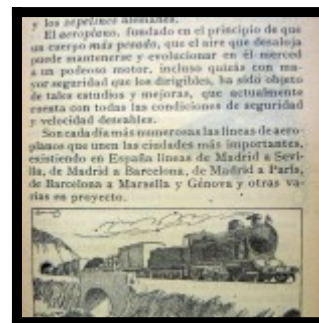 y los zepelines alemanes.
El aeroplano, fundado en el principio de que
un cuerpo más pesado, que el aire que desaloja
puede mantenerse y evolucionar en él merced
a un poderoso motor, incluso quizás con ma-
yor seguridad que los dirigibles, ha sido objeto
de tales estudios y mejoras, que actualmente
cuenta con todas las condiciones de seguridad
y velocidad deseables.
Son cada día más numerosas las líneas de aero-
planos que unen las ciudades más importantes,
existiendo en España líneas de Madrid a Sevi-
lla, de Madrid a Barcelona, de Madrid a París,
de Barcelona a Marsella y Génova y otras va-
rias en proyecto.